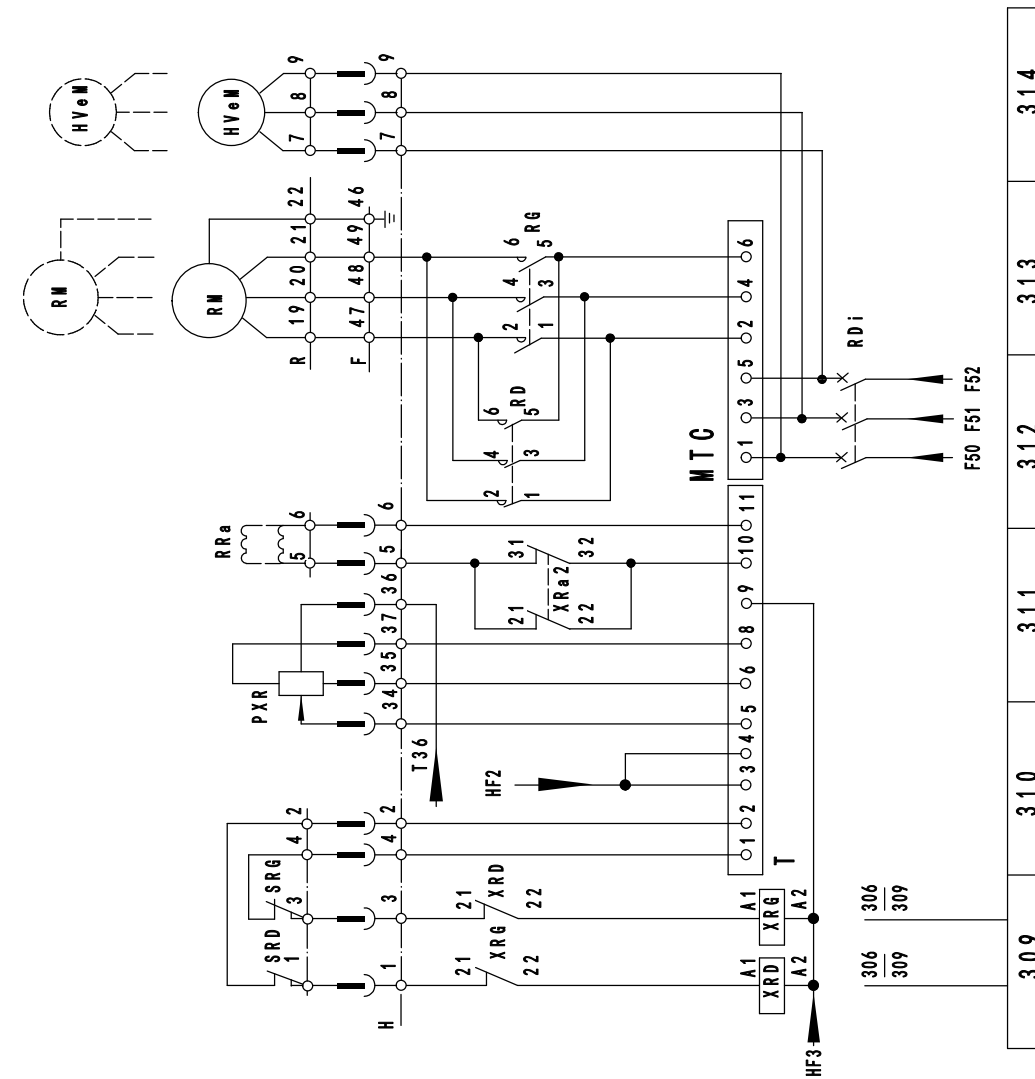 HVeM
HVeM
9
8
7
9
8
7
RM
RM
22
21
20
19
R
46
49
48
47
F
RG
6
5
4
3
2
1
RD
6
5
4
3
2
1
MTC
6
4
2
5
3
1
RDi
F52
F51
F50
RRa
6
5
6
5
36
37
35
34
PXR
T36
31
32
XRa2
21
22
11
10
9
8
6
5
4
3
2
1
T
HF2
2
4
SRG
3
SRD
1
2
4
3
1
H
21
XRD
22
21
XRG
22
A1
XRG
A2
A1
XRD
A2
HF3
306
309
306
309
314
313
312
311
310
309